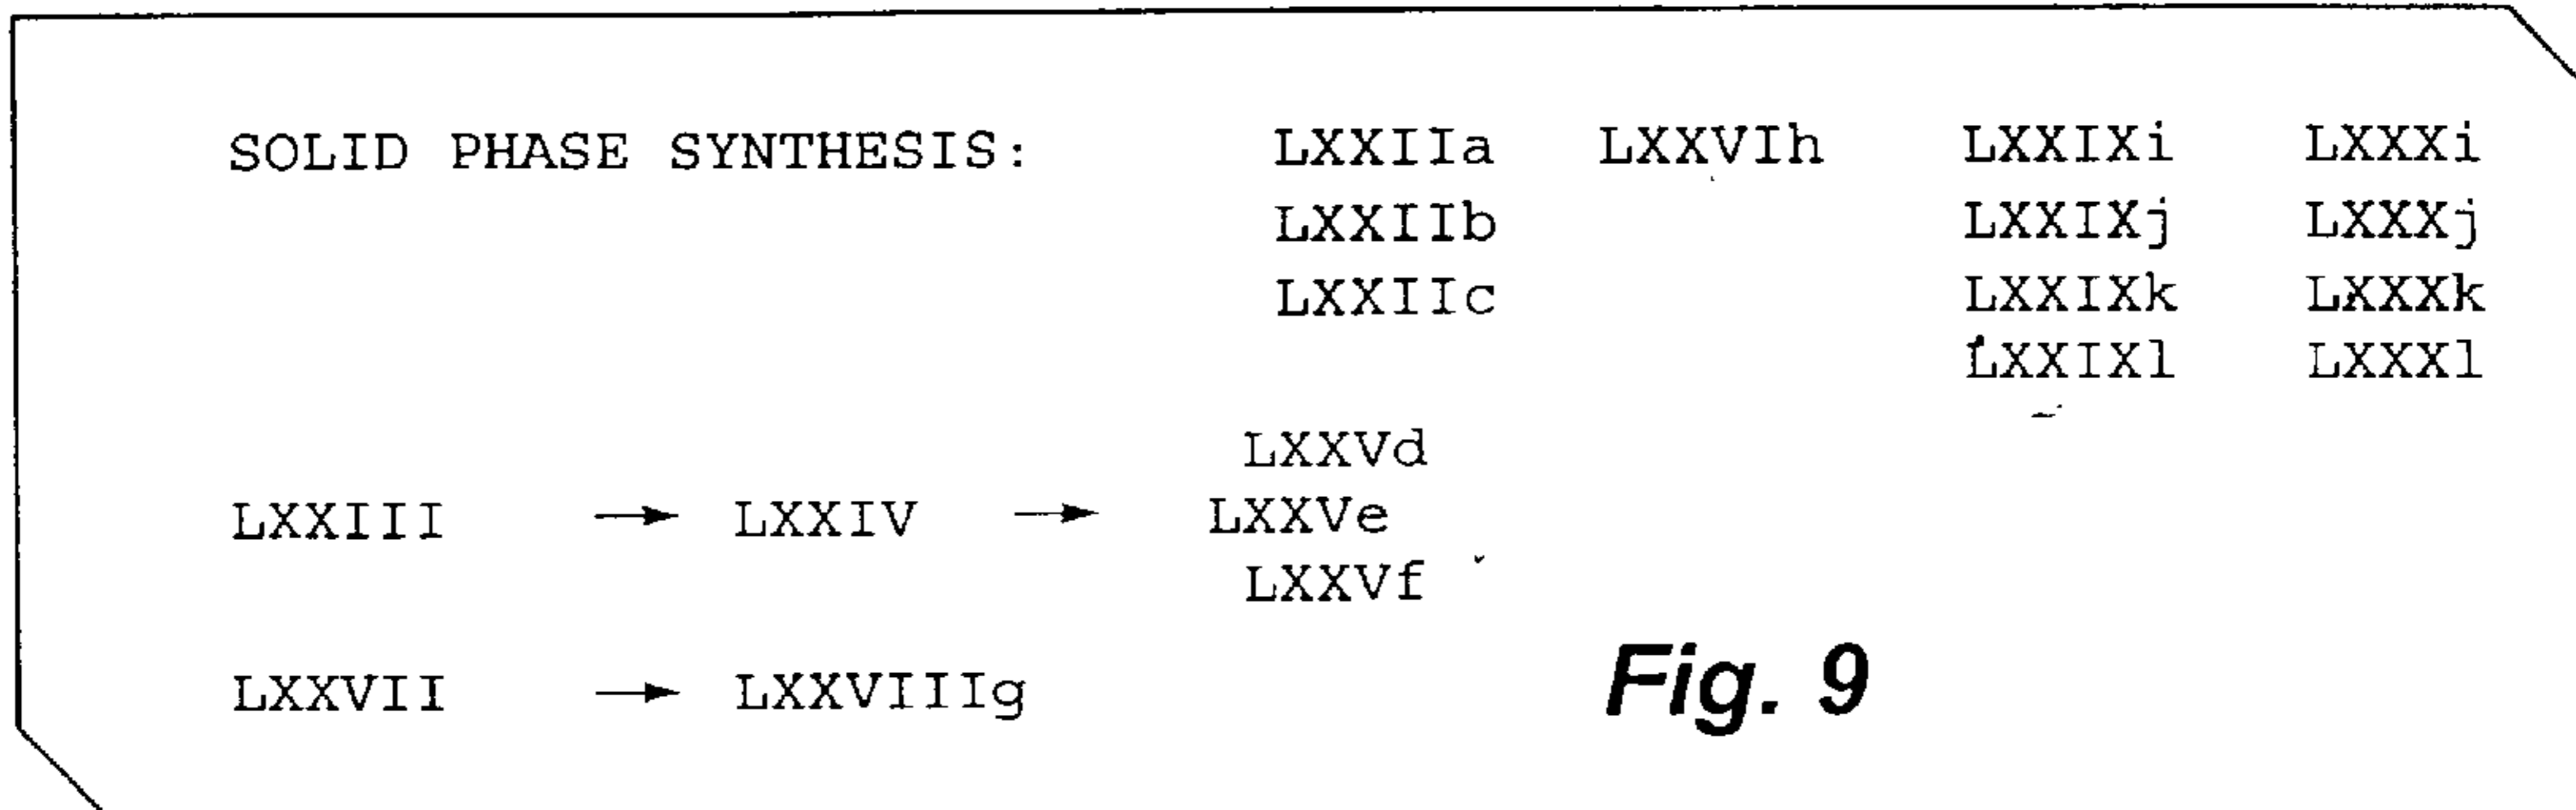 SOLID PHASE SYNTHESIS: LXXIIa LXXVIh LXXIXi LXXXi
LXXIIb LXXIXj LXXXj
LXXIIc LXXIXk LXXXk
LXXIXl LXXXl
LXXVd
LXXIII → LXXIV → LXXVe
LXXVf
LXXVII → LXXVIIIg
Fig. 9